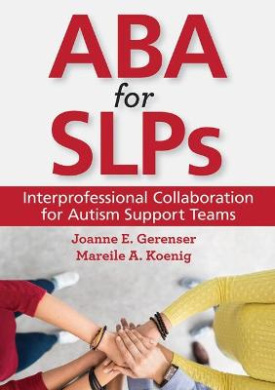 ABA
for
SLPs
Interprofessional Collaboration
for Autism Support Teams
Joanne E. Gerenser
Mareile A. Koenig